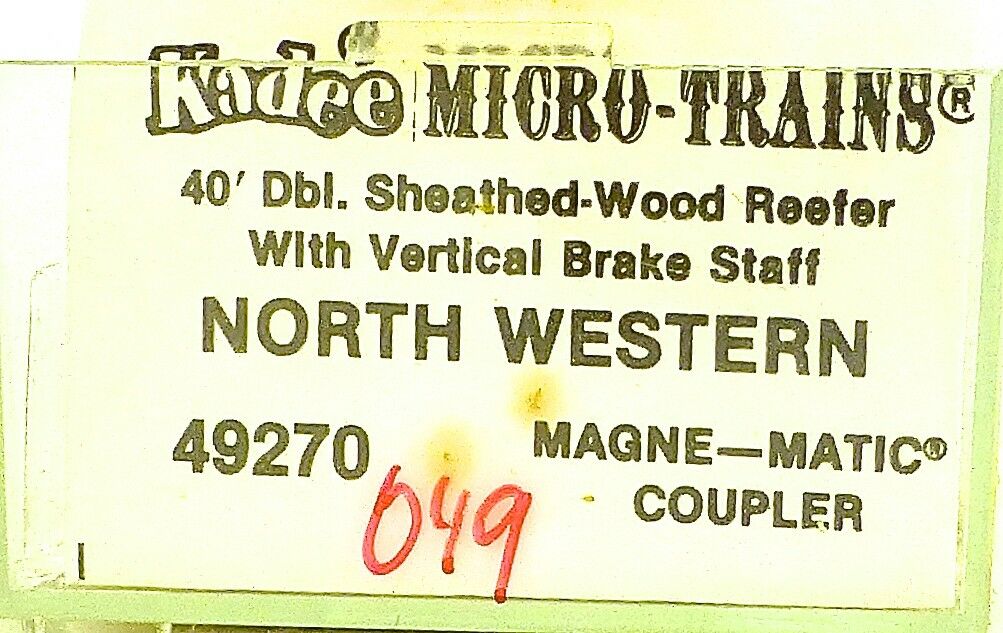 Kadee MICRO-TRAINS®
40' Dbl. Sheathed-Wood Reefer
With Vertical Brake Staff
NORTH WESTERN
49270
049
MAGNE—MATIC®
COUPLER